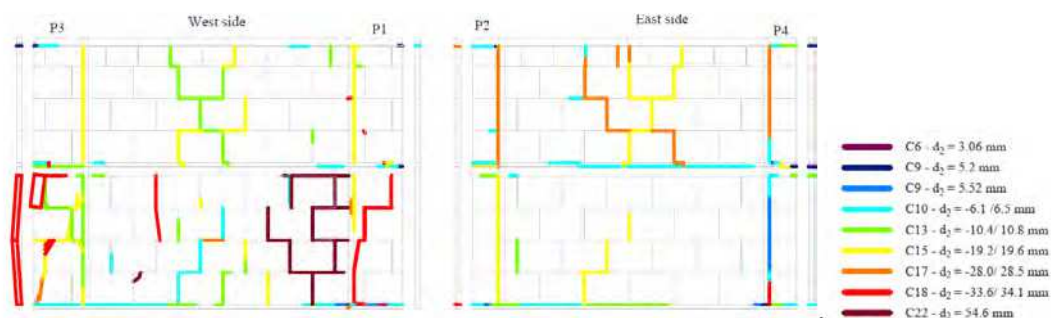 West side
East side
P3
P1
P2
P4
C6 - d₂ = 3.06 mm
C9 - d₂ = 5.2 mm
C9 - d₂ = 5.52 mm
C10 - d₂ = -6.1 /6.5 mm
C13 - d₂ = -10.4/ 10.8 mm
C15 - d₂ = -19.2/ 19.6 mm
C17 - d₂ = -28.0/ 28.5 mm
C18 - d₂ = -33.6/ 34.1 mm
C22 - d₂ = 54.6 mm